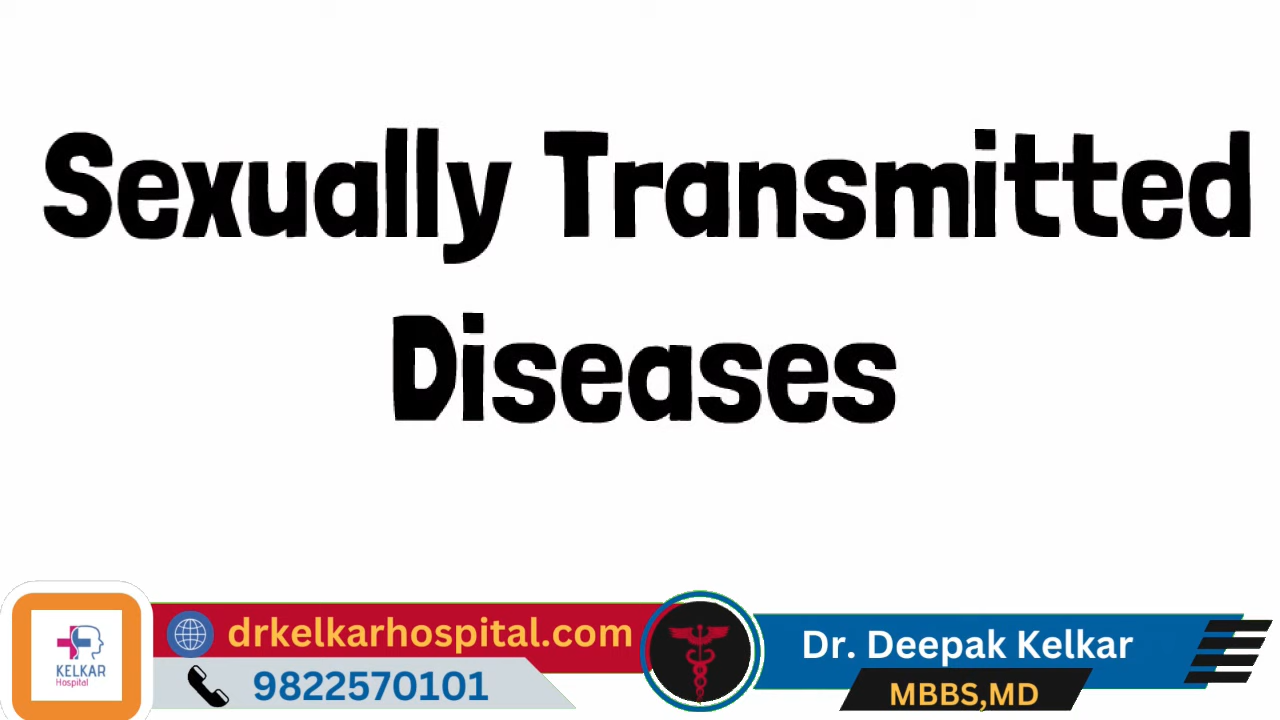 Sexually Transmitted
Diseases
drkelkarhospital.com
9822570101
KELKAR
Hospital
Dr. Deepak Kelkar
MBBS,MD